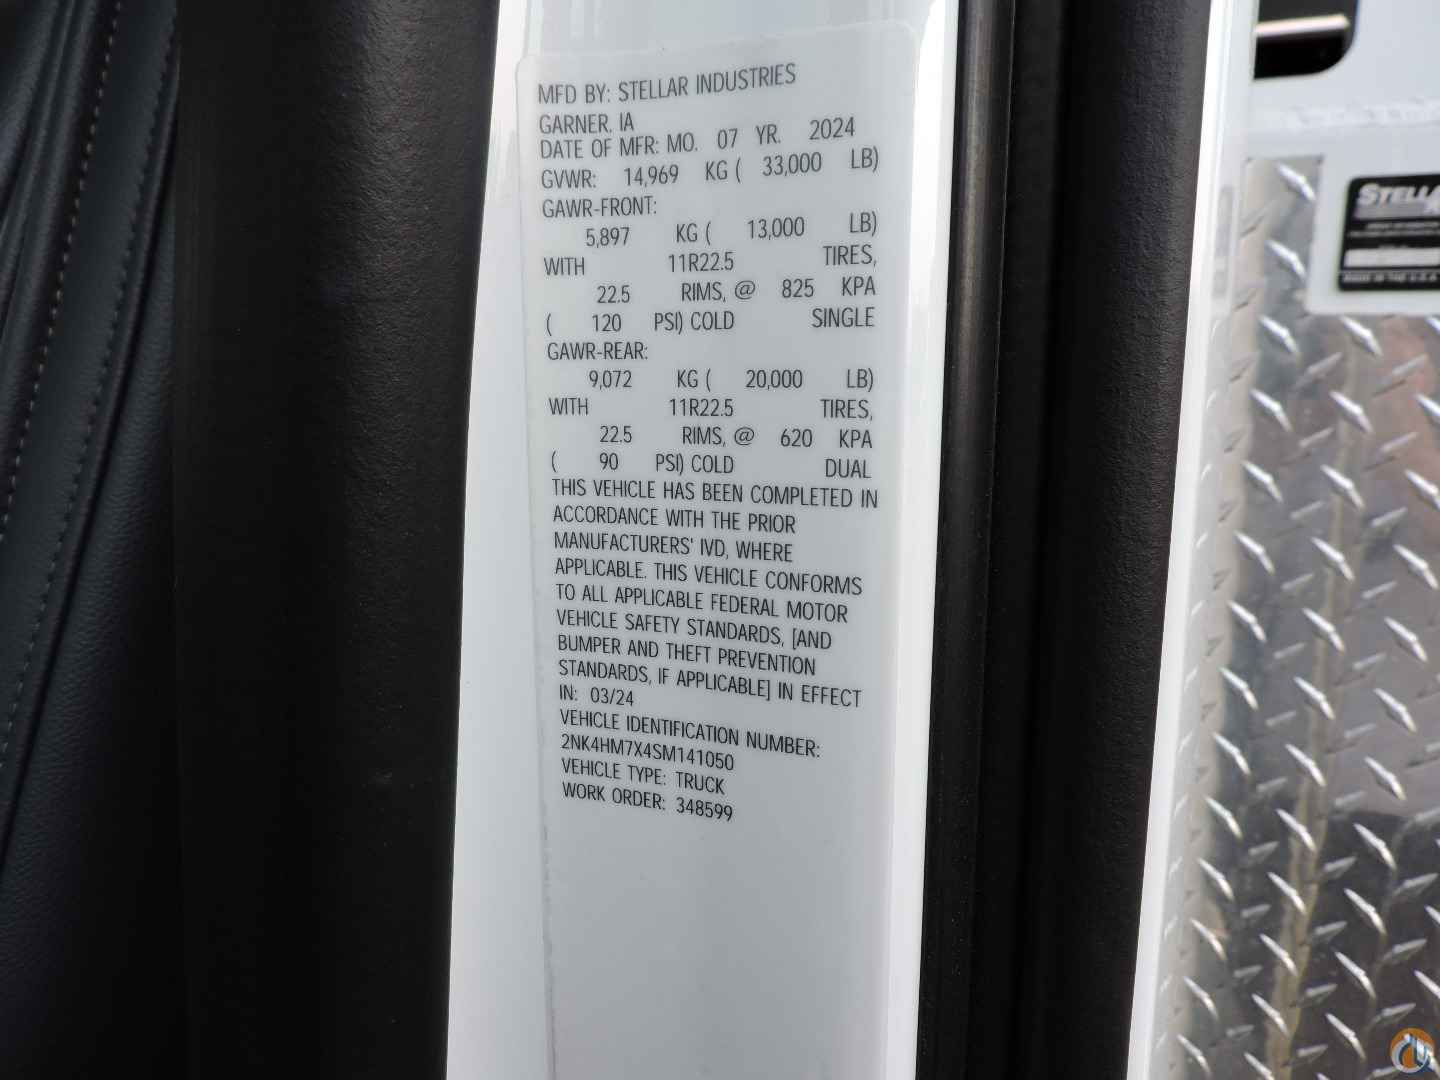 MFD BY: STELLAR INDUSTRIES
GARNER, IA
DATE OF MFR: MO. 07 YR. 2024
GVWR: 14,969 KG ( 33,000 LB)
GAWR-FRONT:
5,897 KG ( 13,000 LB)
WITH 11R22.5 TIRES,
22.5 RIMS, @ 825 KPA
( 120 PSI) COLD SINGLE
GAWR-REAR:
9,072 KG ( 20,000 LB)
WITH 11R22.5 TIRES,
22.5 RIMS, @ 620 KPA
( 90 PSI) COLD DUAL
THIS VEHICLE HAS BEEN COMPLETED IN
ACCORDANCE WITH THE PRIOR
MANUFACTURERS' IVD, WHERE
APPLICABLE. THIS VEHICLE CONFORMS
TO ALL APPLICABLE FEDERAL MOTOR
VEHICLE SAFETY STANDARDS, [AND
BUMPER AND THEFT PREVENTION
STANDARDS, IF APPLICABLE] IN EFFECT
IN: 03/24
VEHICLE IDENTIFICATION NUMBER:
2NK4HM7X4SM141050
VEHICLE TYPE: TRUCK
WORK ORDER: 348599
STELLA
MADE IN THE U.S.A